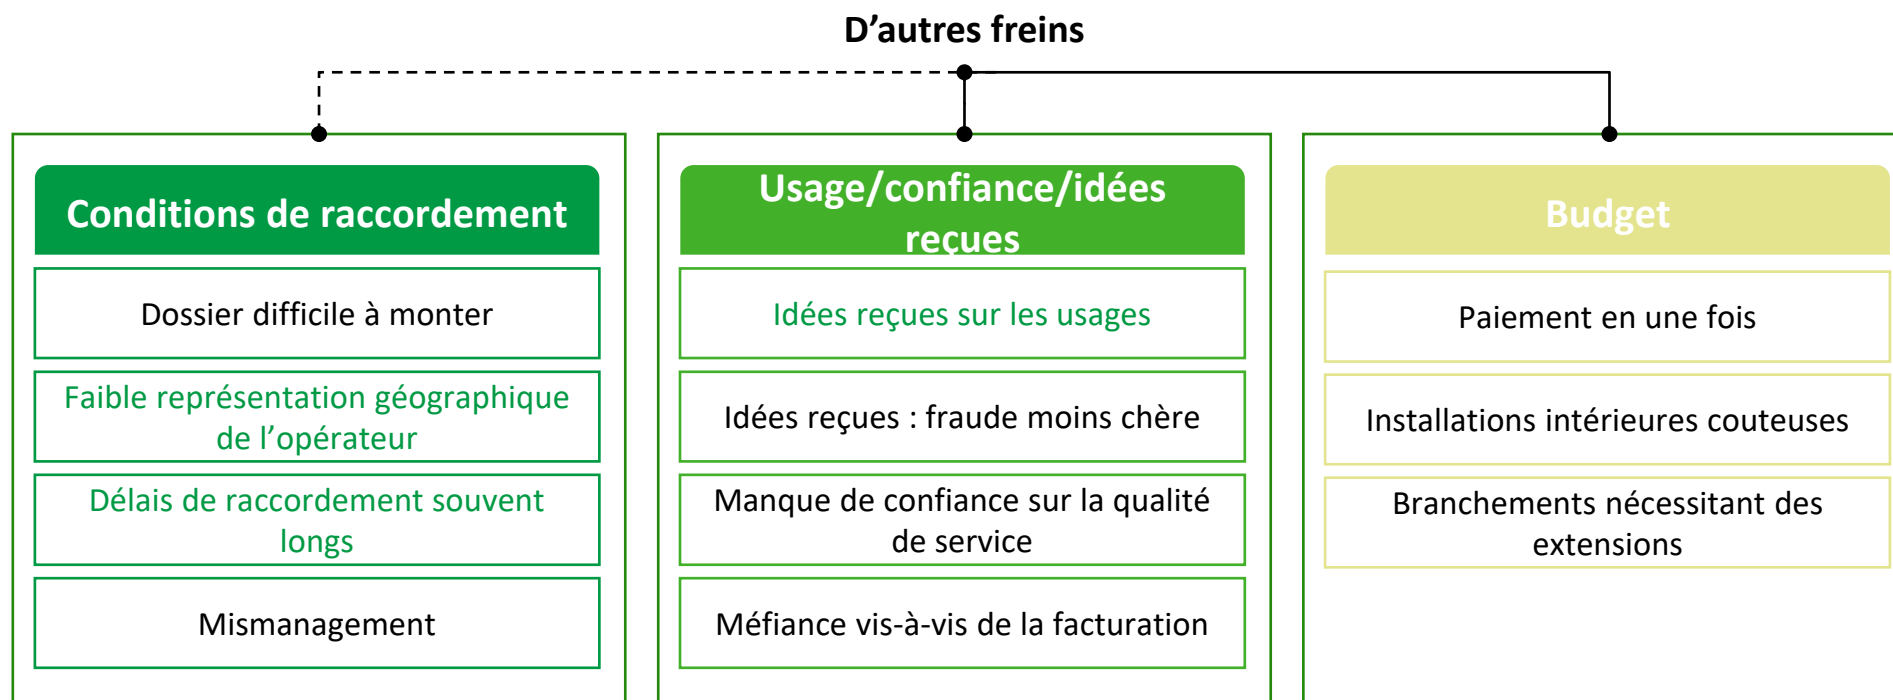 D’autres freins
Conditions de raccordement
Dossier difficile à monter
Faible représentation géographique
de l’opérateur
Délais de raccordement souvent
longs
Mismanagement
Usage/confiance/idées
reçues
Idées reçues sur les usages
Idées reçues : fraude moins chère
Manque de confiance sur la qualité
de service
Méfiance vis-à-vis de la facturation
Budget
Paiement en une fois
Installations intérieures couteuses
Branchements nécessitant des
extensions